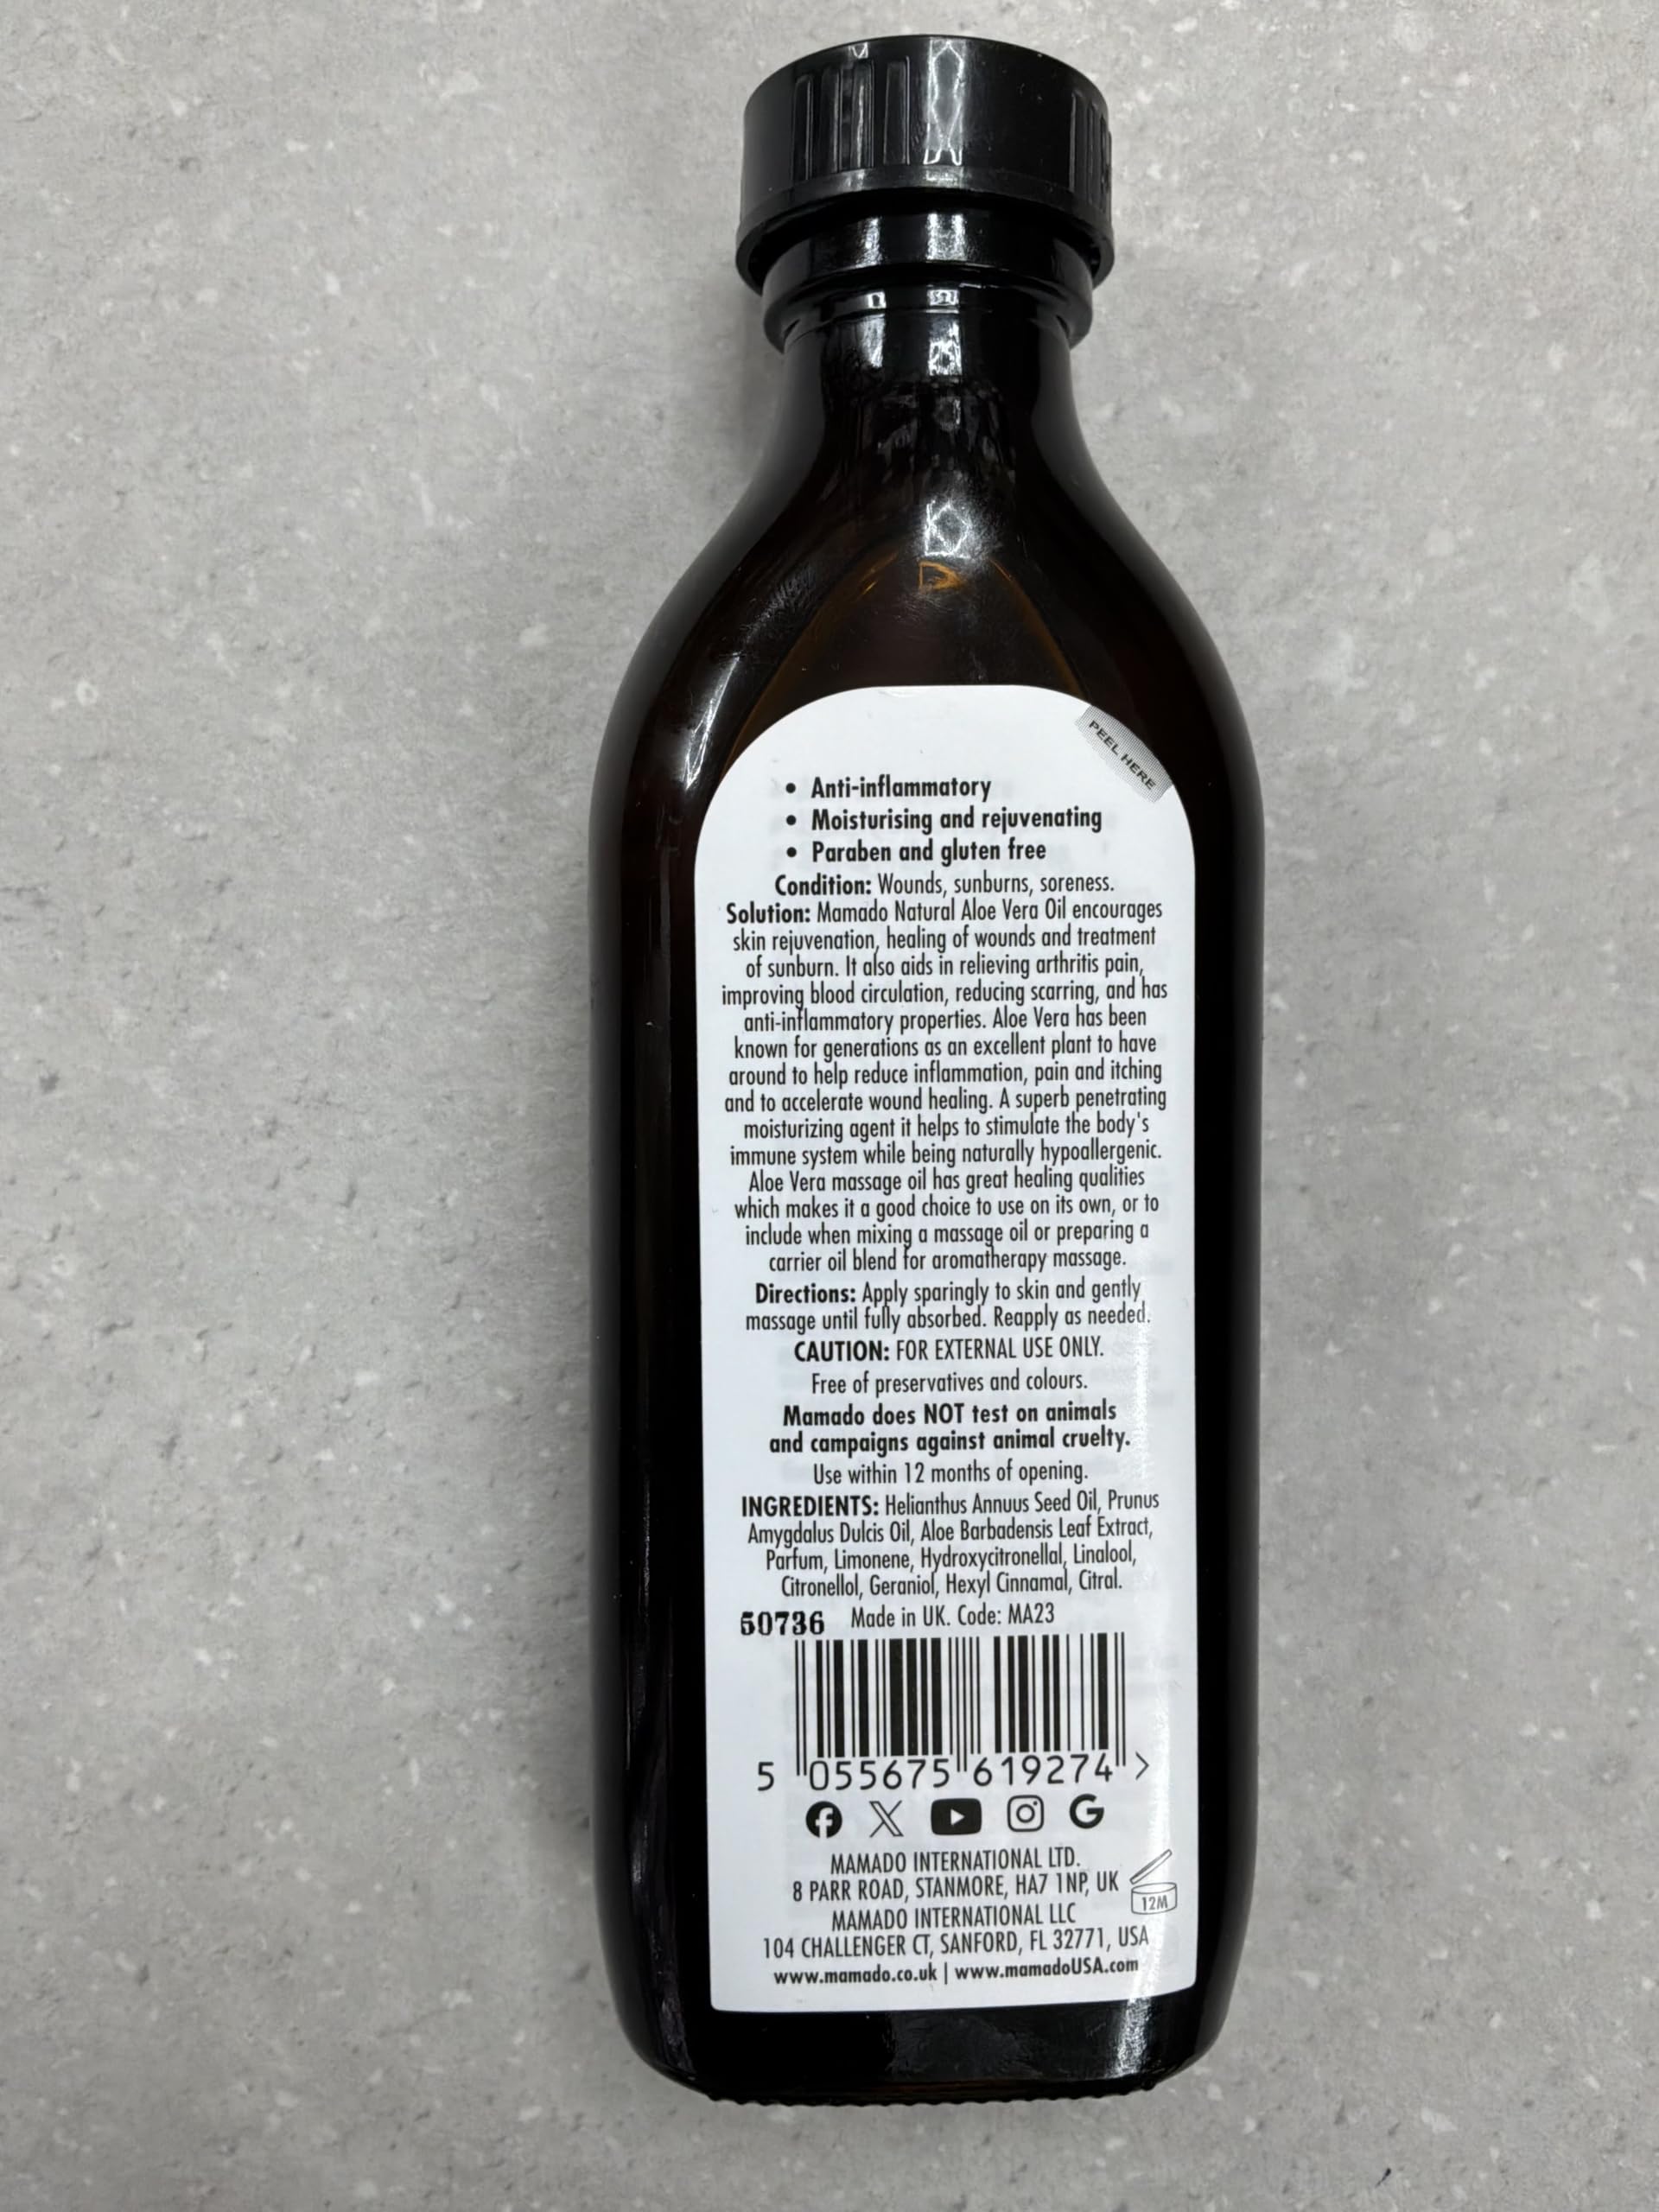 PEEL HERE
• Anti-inflammatory
• Moisturising and rejuvenating
• Paraben and gluten free
Condition: Wounds, sunburns, soreness.
Solution: Mamado Natural Aloe Vera Oil encourages
skin rejuvenation, healing of wounds and treatment
of sunburn. It also aids in relieving arthritis pain,
improving blood circulation, reducing scarring, and has
anti-inflammatory properties. Aloe Vera has been
known for generations as an excellent plant to have
around to help reduce inflammation, pain and itching
and to accelerate wound healing. A superb penetrating
moisturizing agent it helps to stimulate the body's
immune system while being naturally hypoallergenic.
Aloe Vera massage oil has great healing qualities
which makes it a good choice to use on its own, or to
include when mixing a massage oil or preparing a
carrier oil blend for aromatherapy massage.
Directions: Apply sparingly to skin and gently
massage until fully absorbed. Reapply as needed.
CAUTION: FOR EXTERNAL USE ONLY.
Free of preservatives and colours.
Mamado does NOT test on animals
and campaigns against animal cruelty.
Use within 12 months of opening.
INGREDIENTS: Helianthus Annuus Seed Oil, Prunus
Amygdalus Dulcis Oil, Aloe Barbadensis Leaf Extract,
Parfum, Limonene, Hydroxycitronellal, Linalool,
Citronellol, Geraniol, Hexyl Cinnamal, Citral.
50736 Made in UK. Code: MA23
5 055675 619274 >
MAMADO INTERNATIONAL LTD.
8 PARR ROAD, STANMORE, HA7 1NP, UK
12M
MAMADO INTERNATIONAL LLC
104 CHALLENGER CT, SANFORD, FL 32771, USA
www.mamado.co.uk | www.mamadoUSA.com